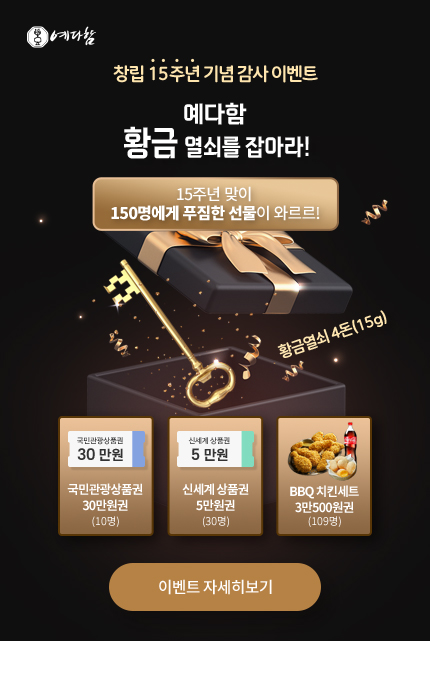 예다함
창립 15주년 기념 감사 이벤트
예다함
황금 열쇠를 잡아라!
15주년 맞이
150명에게 푸짐한 선물이 와르르!
황금열쇠 4돈(15g)
국민관광상품권
30 만원
국민관광상품권
30만원권
(10명)
신세계 상품권
5 만원
신세계 상품권
5만원권
(30명)
BBQ 치킨세트
3만500원권
(109명)
이벤트 자세히보기